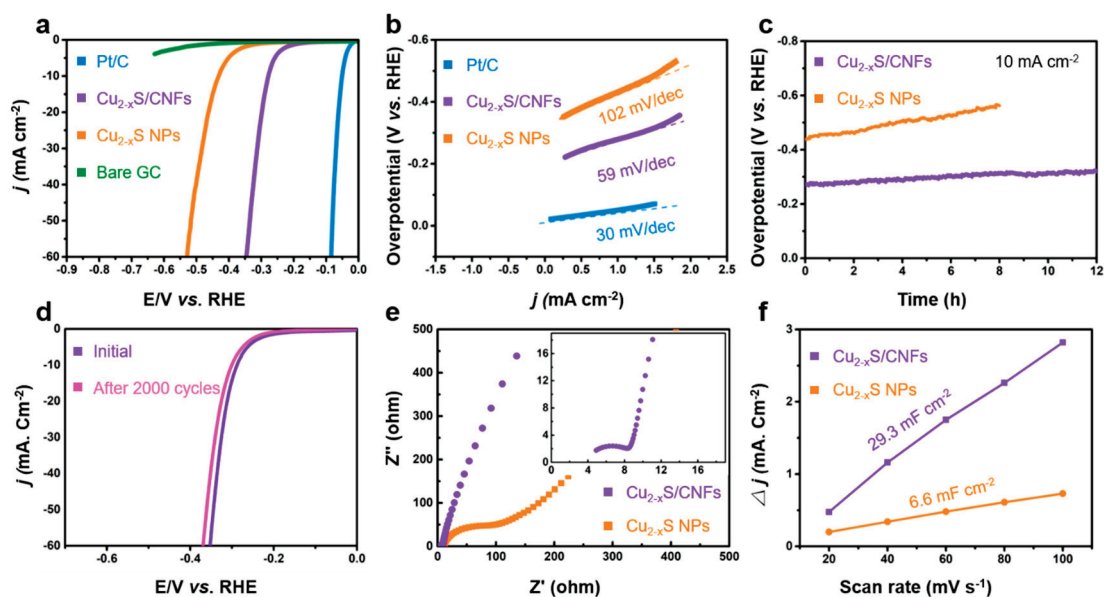 a
0
-10
-20
-30
-40
-50
-60
j (mA cm⁻²)
Pt/C
Cu₂₋ₓS/CNFs
Cu₂₋ₓS NPs
Bare GC
-0.9 -0.8 -0.7 -0.6 -0.5 -0.4 -0.3 -0.2 -0.1 0.0
E/V vs. RHE
b
-0.6
-0.4
-0.2
0.0
Overpotential (V vs. RHE)
Pt/C
Cu₂₋ₓS/CNFs
Cu₂₋ₓS NPs
102 mV/dec
59 mV/dec
30 mV/dec
-1.5 -1.0 -0.5 0.0 0.5 1.0 1.5 2.0 2.5
j (mA cm⁻²)
c
-0.8
-0.6
-0.4
-0.2
0.0
Overpotential (V vs. RHE)
Cu₂₋ₓS/CNFs 10 mA cm⁻²
Cu₂₋ₓS NPs
0 2 4 6 8 10 12
Time (h)
d
0
-10
-20
-30
-40
-50
-60
j (mA. Cm⁻²)
Initial
After 2000 cycles
-0.6 -0.4 -0.2 0.0
E/V vs. RHE
e
500
400
300
200
100
0
Z'' (ohm)
18
16
12
8
4
0
0 4 8 12 16
Cu₂₋ₓS/CNFs
Cu₂₋ₓS NPs
0 100 200 300 400 500
Z' (ohm)
f
3
2
1
0
△ j (mA. Cm⁻²)
Cu₂₋ₓS/CNFs
Cu₂₋ₓS NPs
29.3 mF cm⁻²
6.6 mF cm⁻²
20 40 60 80 100
Scan rate (mV s⁻¹)